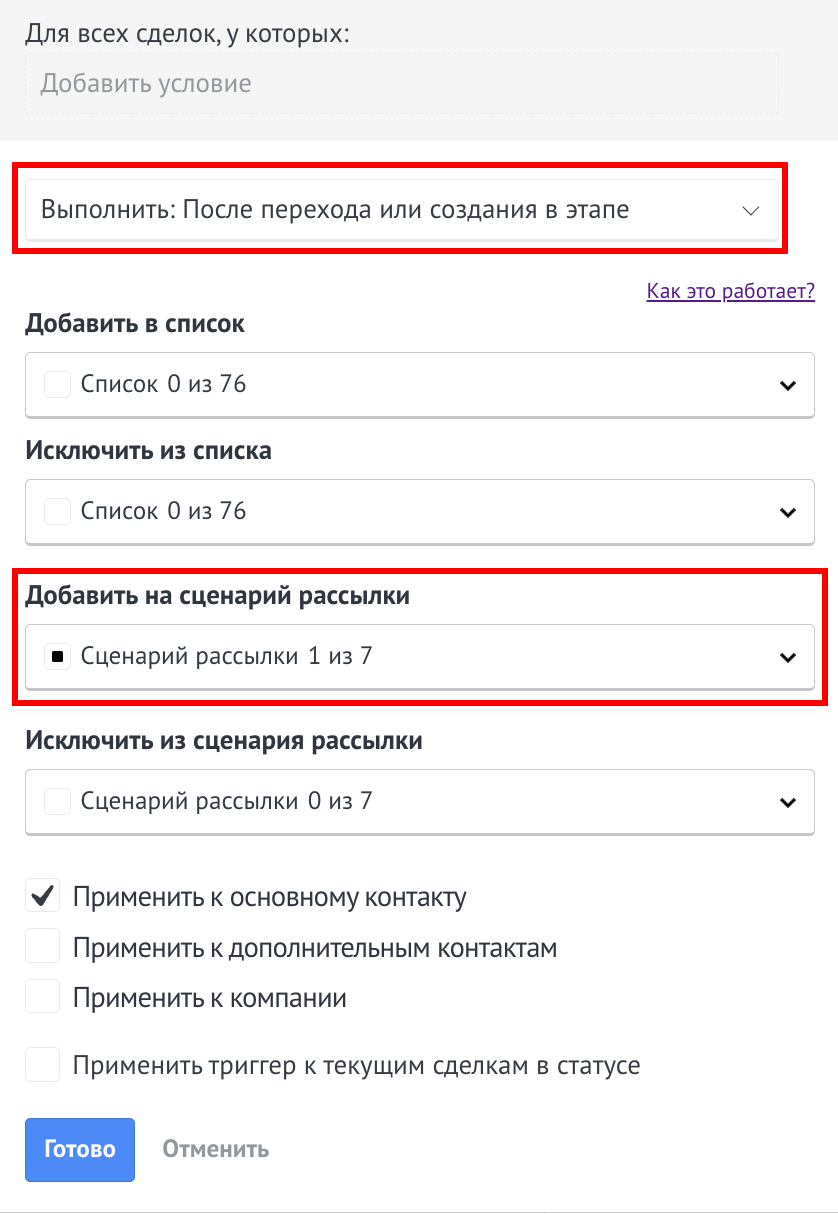 Для всех сделок, у которых:
Добавить условие
Выполнить: После перехода или создания в этапе
Как это работает?
Добавить в список
Список 0 из 76
Исключить из списка
Список 0 из 76
Добавить на сценарий рассылки
Сценарий рассылки 1 из 7
Исключить из сценария рассылки
Сценарий рассылки 0 из 7
Применить к основному контакту
Применить к дополнительным контактам
Применить к компании
Применить триггер к текущим сделкам в статусе
Готово Отменить